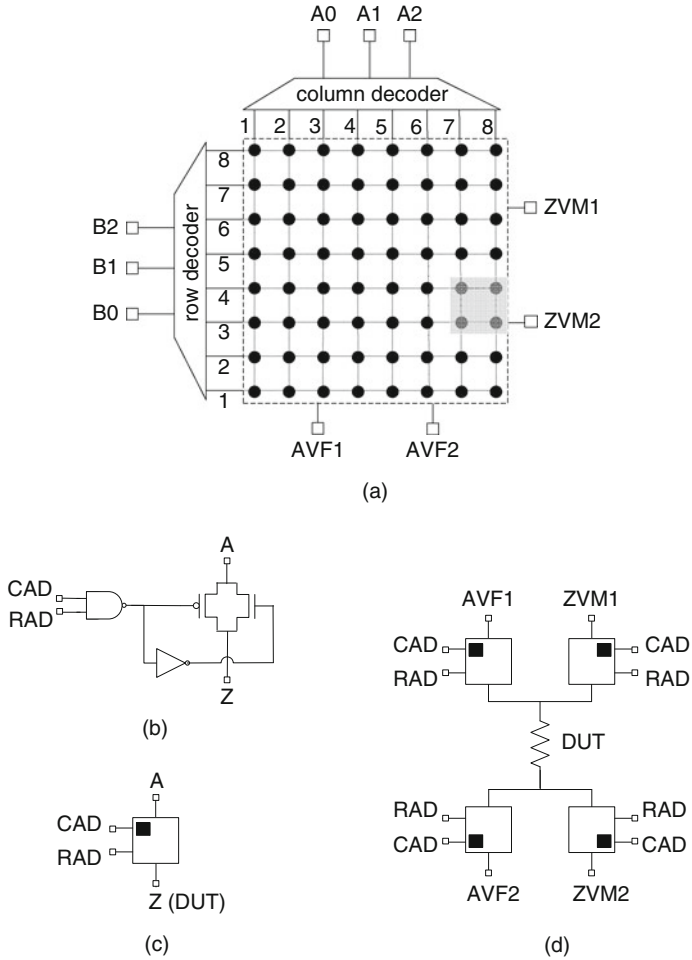 A0 A1 A2
column decoder
1 2 3 4 5 6 7 8
8
7
6
5
4
3
2
1
row decoder
B2
B1
B0
ZVM1
ZVM2
AVF1 AVF2
(a)
A
CAD
RAD
Z
(b)
A
CAD
RAD
Z (DUT)
(c)
AVF1 ZVM1
CAD CAD
RAD RAD
DUT
RAD RAD
CAD CAD
AVF2 ZVM2
(d)